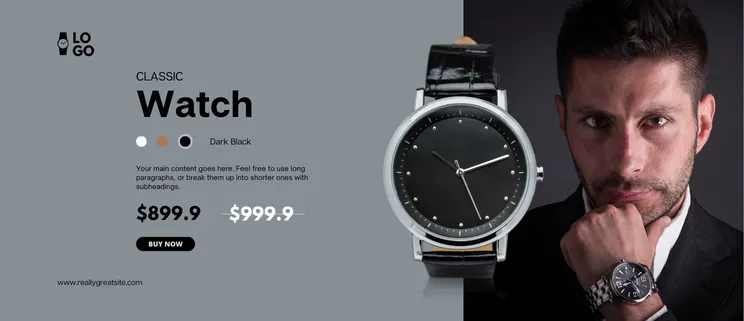 LO
GO
CLASSIC
Watch
Dark Black
Your main content goes here. Feel free to use long
paragraphs, or break them up into shorter ones with
subheadings.
$899.9 $999.9
BUY NOW
www.reallygreatsite.com